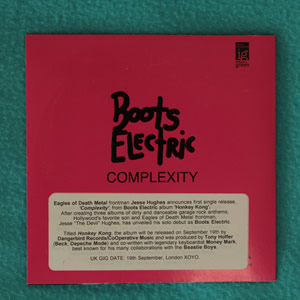 Boots
Electric
COMPLEXITY
Eagles of Death Metal frontman Jesse Hughes announces first single release,
'Complexity' from Boots Electric album 'Honkey Kong'.
After creating three albums of dirty and danceable garage rock anthems,
Hollywood's favorite son and Eagles of Death Metal frontman,
Jesse "The Devil" Hughes, has unveiled his solo debut as Boots Electric.
Titled Honkey Kong, the album will be released on September 19th by
Dangerbird Records/CoOperative Music and was produced by Tony Hoffer
(Beck, Depeche Mode) and co-written with legendary keyboardist Money Mark,
best known for his many collaborations with the Beastie Boys
UK GIG DATE: 14th September, London XOYO.